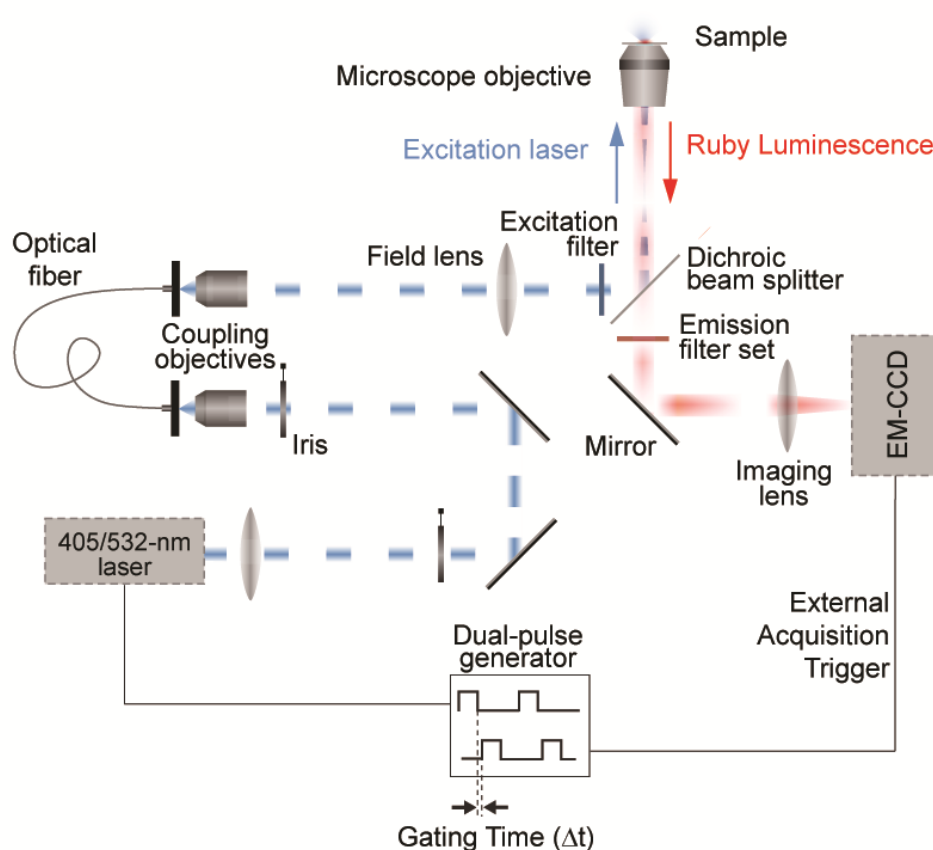 Sample
Microscope objective
Excitation laser
Ruby Luminescence
Optical
fiber
Field lens
Excitation
filter
Dichroic
beam splitter
Coupling
objectives
Emission
filter set
Iris
Mirror
Imaging
lens
EM-CCD
405/532-nm
laser
Dual-pulse
generator
External
Acquisition
Trigger
Gating Time (Δt)